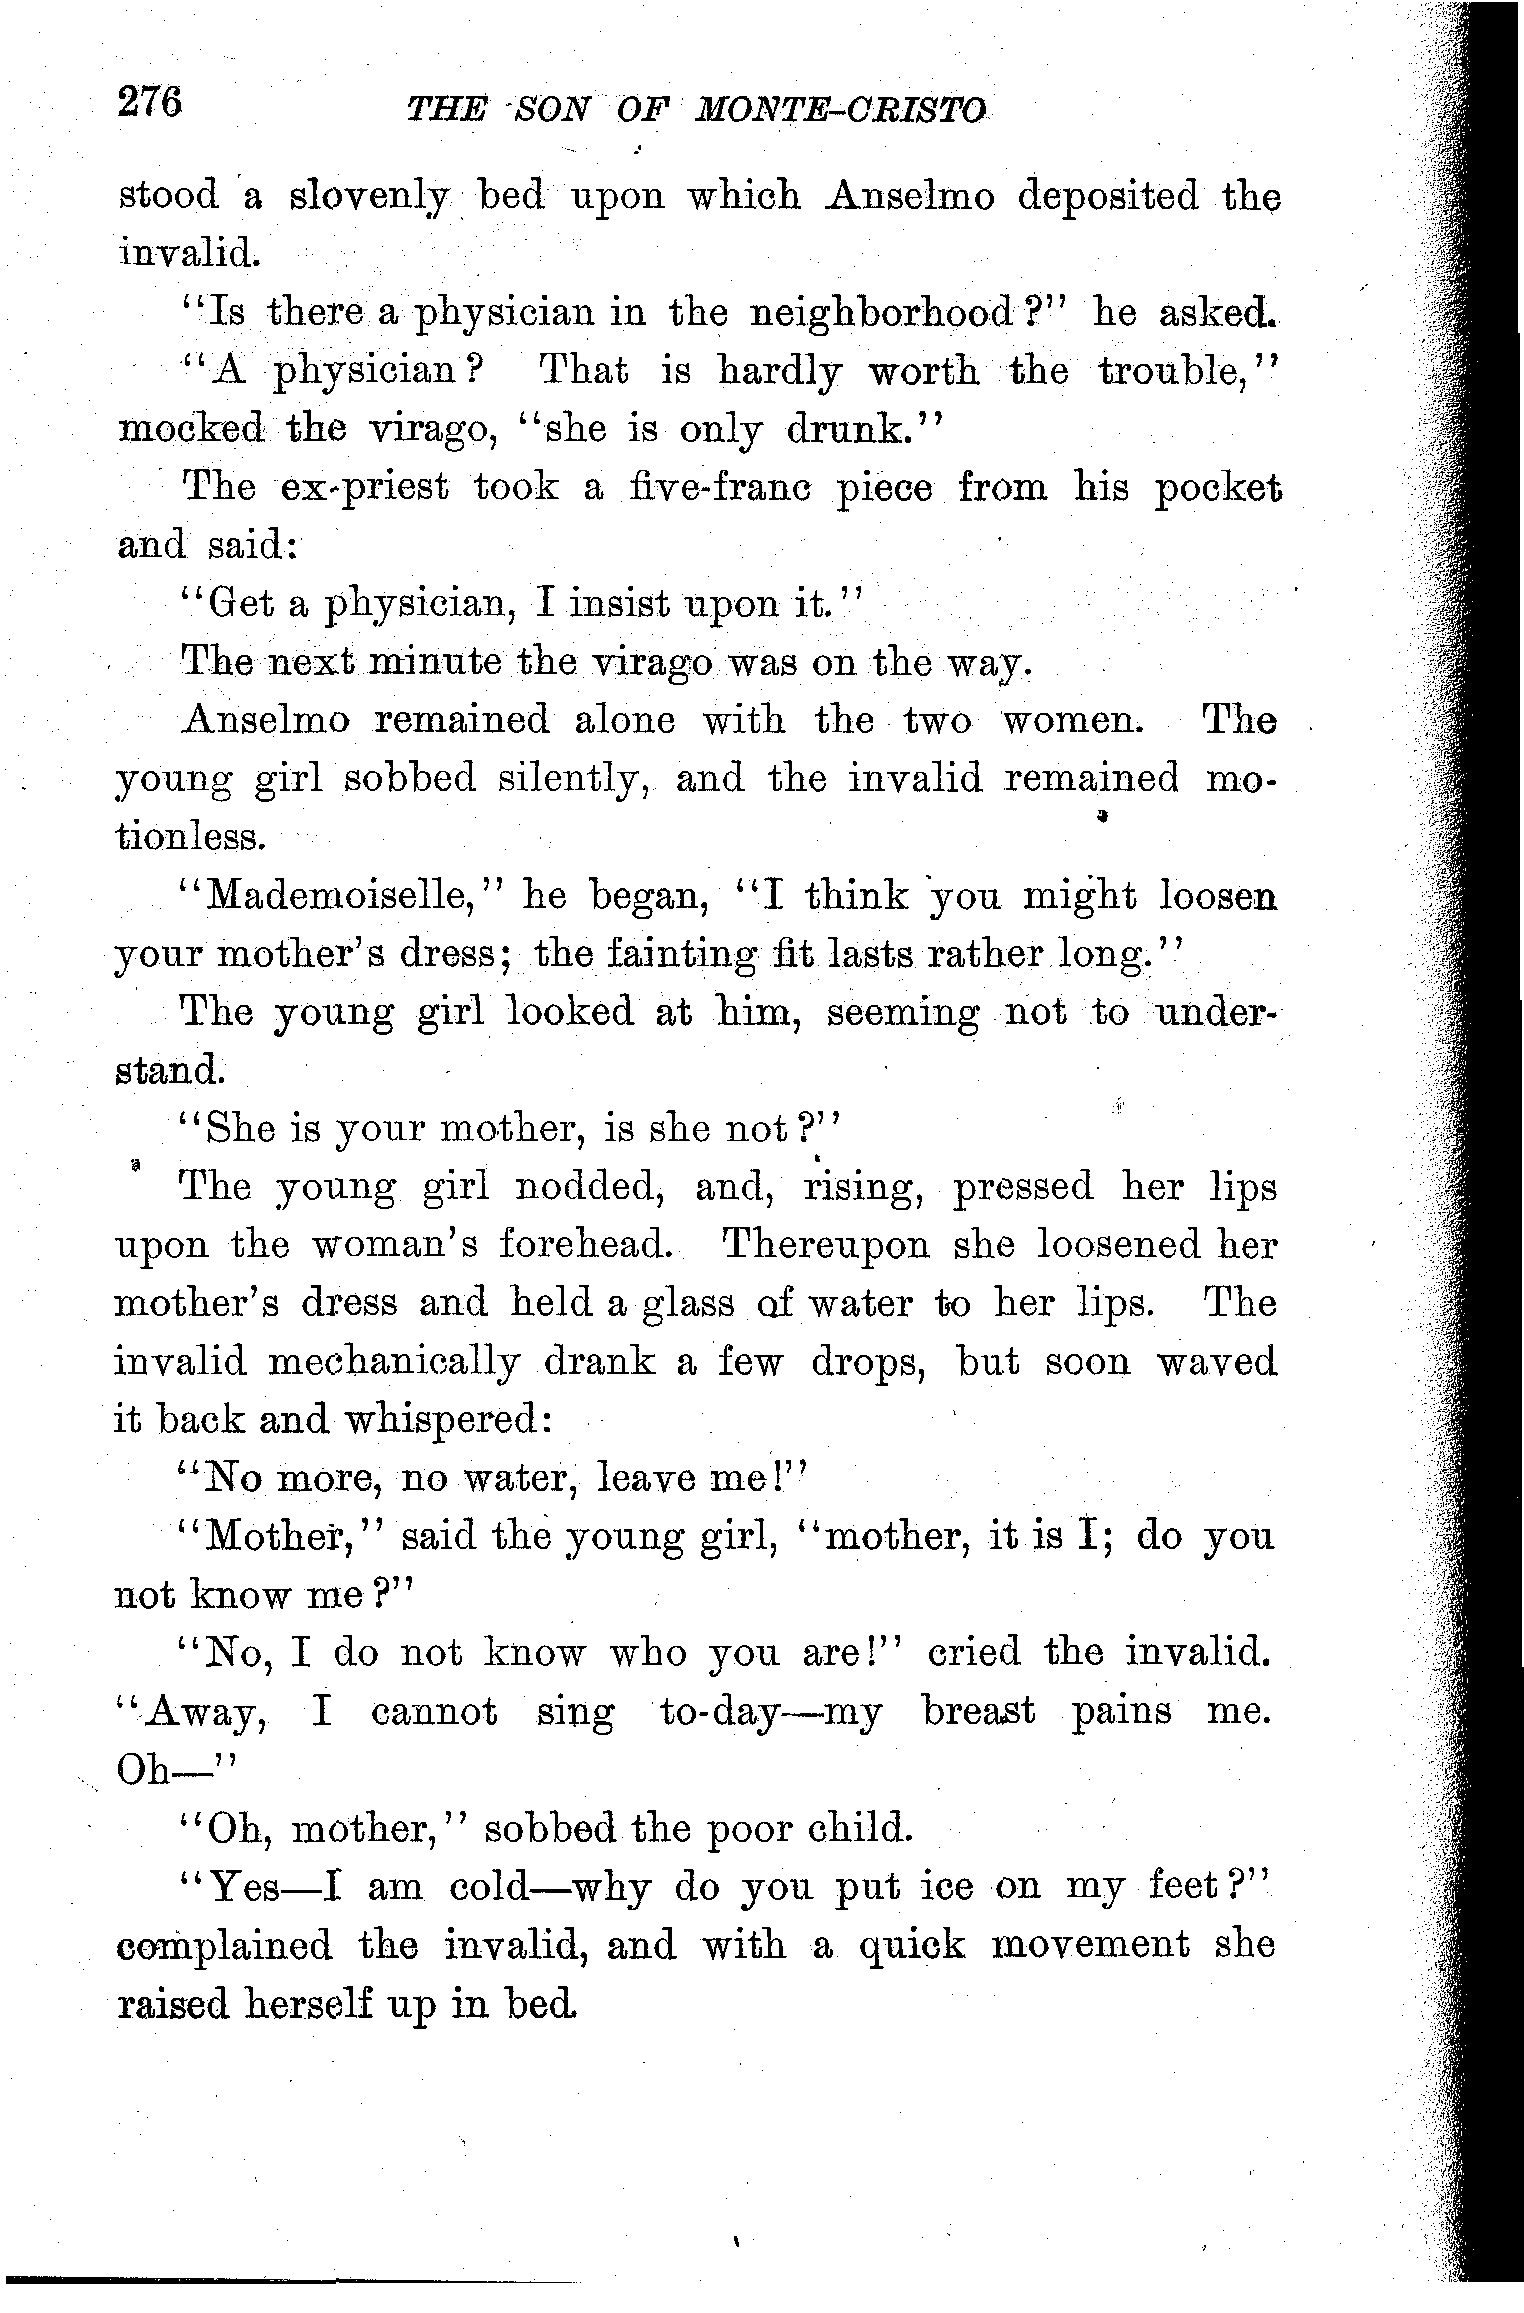 276 THE SON OF MONTE-CRISTO
stood a slovenly bed upon which Anselmo deposited the
invalid.
"Is there a physician in the neighborhood?" he asked.
"A physician? That is hardly worth the trouble,"
mocked the virago, "she is only drunk."
The ex-priest took a five-franc piece from his pocket
and said:
"Get a physician, I insist upon it."
The next minute the virago was on the way.
Anselmo remained alone with the two women. The
young girl sobbed silently, and the invalid remained mo-
tionless.
"Mademoiselle," he began, "I think you might loosen
your mother's dress; the fainting fit lasts rather long."
The young girl looked at him, seeming not to under-
stand.
"She is your mother, is she not?"
The young girl nodded, and, rising, pressed her lips
upon the woman's forehead. Thereupon she loosened her
mother's dress and held a glass of water to her lips. The
invalid mechanically drank a few drops, but soon waved
it back and whispered:
"No more, no water, leave me!"
"Mother," said the young girl, "mother, it is I; do you
not know me?"
"No, I do not know who you are!" cried the invalid.
"Away, I cannot sing to-day—my breast pains me.
Oh—"
"Oh, mother," sobbed the poor child.
"Yes—I am cold—why do you put ice on my feet?"
complained the invalid, and with a quick movement she
raised herself up in bed.